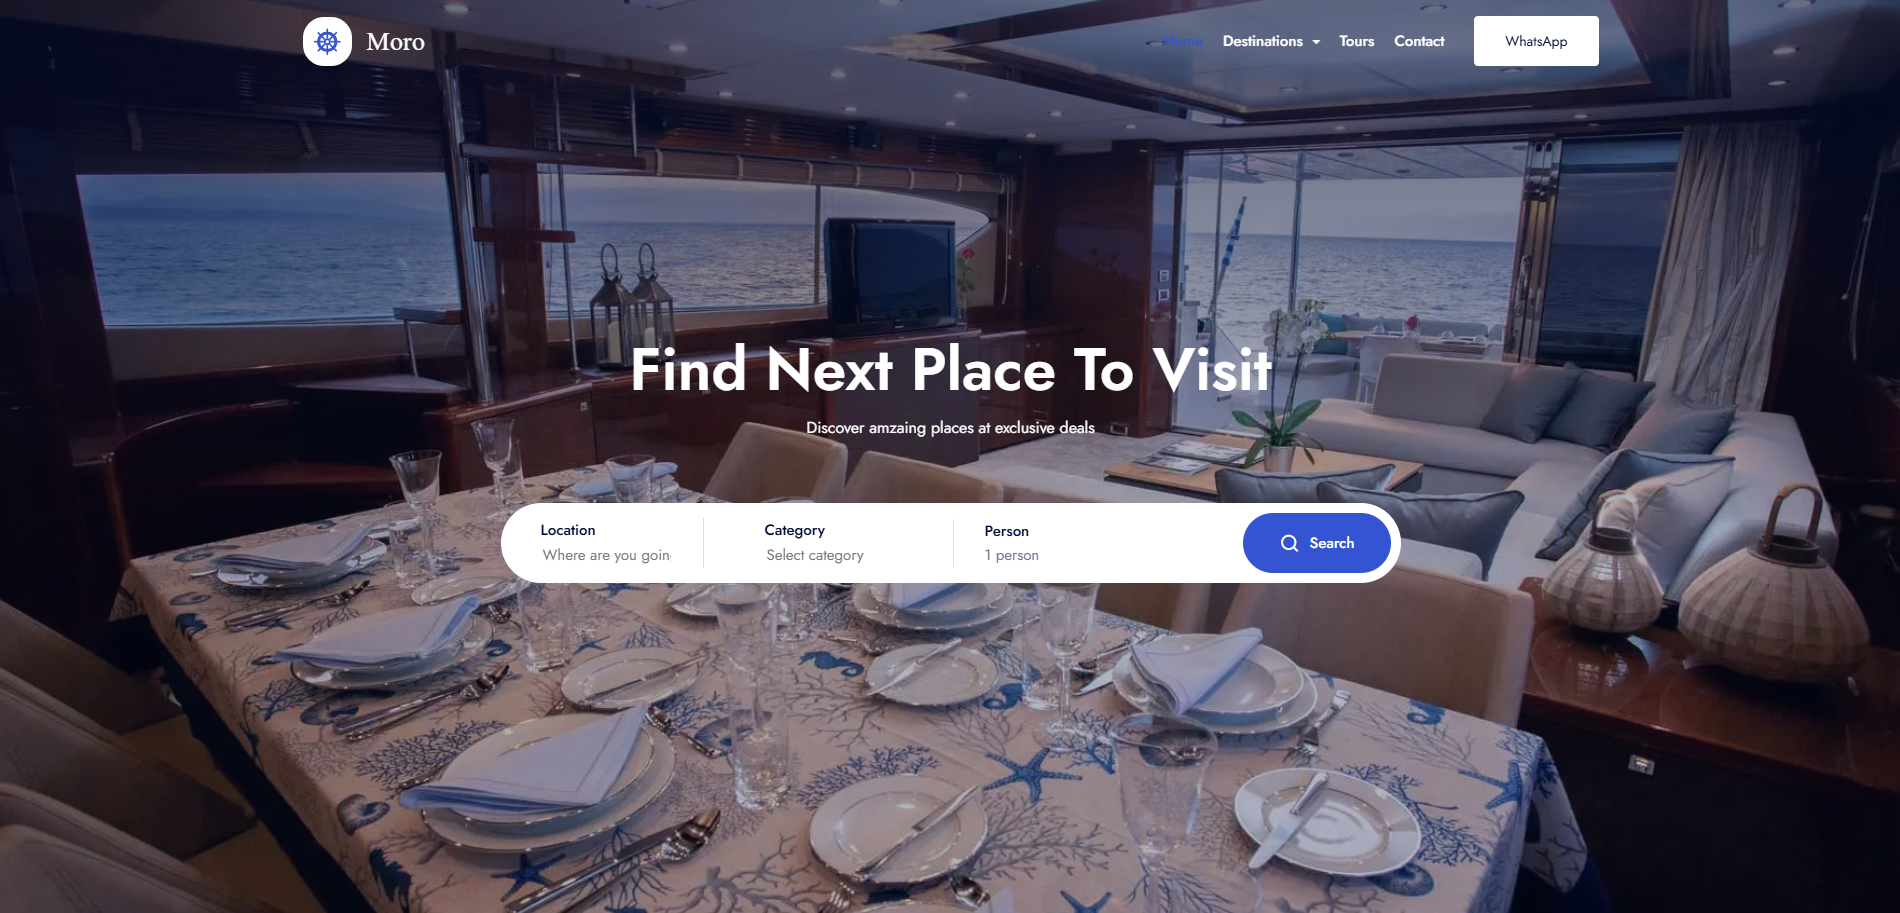 Moro
Home
Destinations
Tours
Contact
WhatsApp
Find Next Place To Visit
Discover amzaing places at exclusive deals
Location
Where are you goin
Category
Select category
Person
1 person
Search